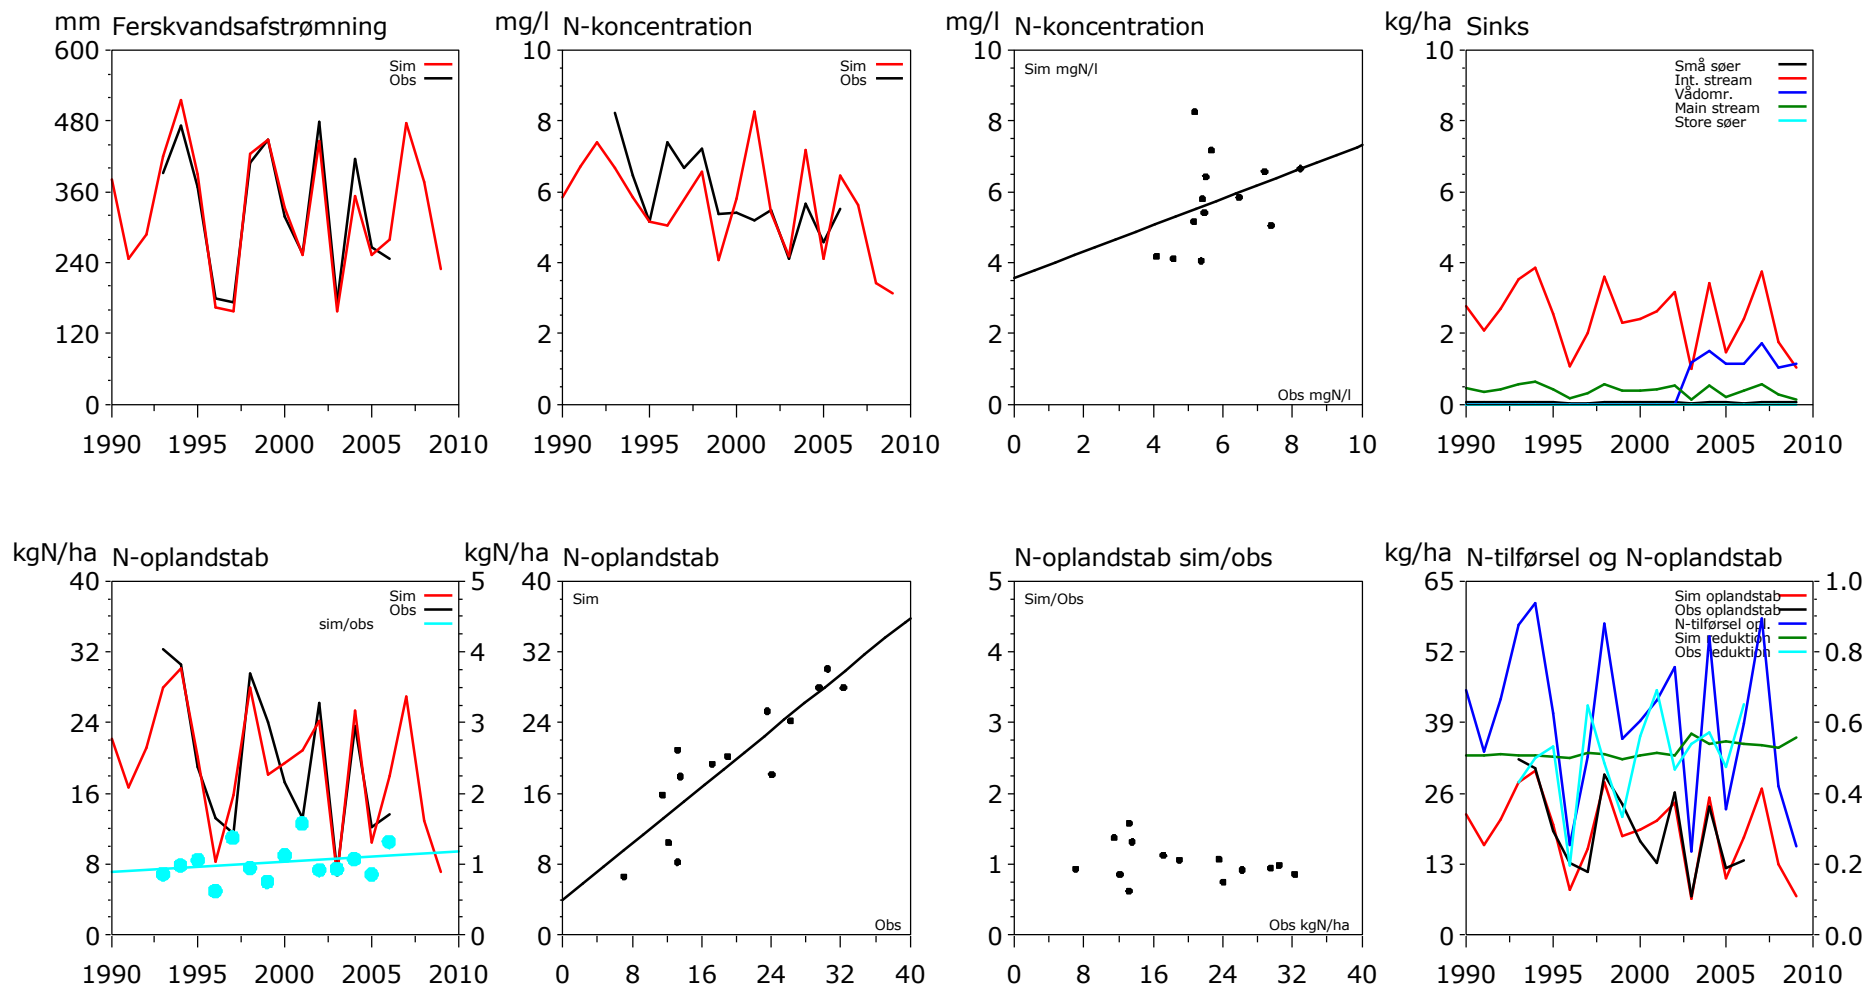 mm Ferskvandsafstrømning
600
480
360
240
120
0
Sim
Obs
1990 1995 2000 2005 2010
mg/l N-koncentration
10
8
6
4
2
0
Sim
Obs
1990 1995 2000 2005 2010
mg/l N-koncentration
10
8
6
4
2
0
Sim mgN/l
Obs mgN/l
0 2 4 6 8 10
kg/ha Sinks
10
8
6
4
2
0
Små søer
Int. stream
Vådomr.
Main stream
Store søer
1990 1995 2000 2005 2010
kgN/ha N-oplandstab
40
32
24
16
8
0
Sim
Obs
sim/obs
5
4
3
2
1
0
1990 1995 2000 2005 2010
kgN/ha N-oplandstab
40
32
24
16
8
0
Sim
Obs
0 8 16 24 32 40
N-oplandstab sim/obs
5
4
3
2
1
0
Sim/Obs
Obs kgN/ha
0 8 16 24 32 40
kg/ha N-tilførsel og N-oplandstab
65
52
39
26
13
0
Sim oplandstab
Obs oplandstab
N-tilførsel opl.
Sim reduktion
Obs reduktion
1.0
0.8
0.6
0.4
0.2
0.0
1990 1995 2000 2005 2010